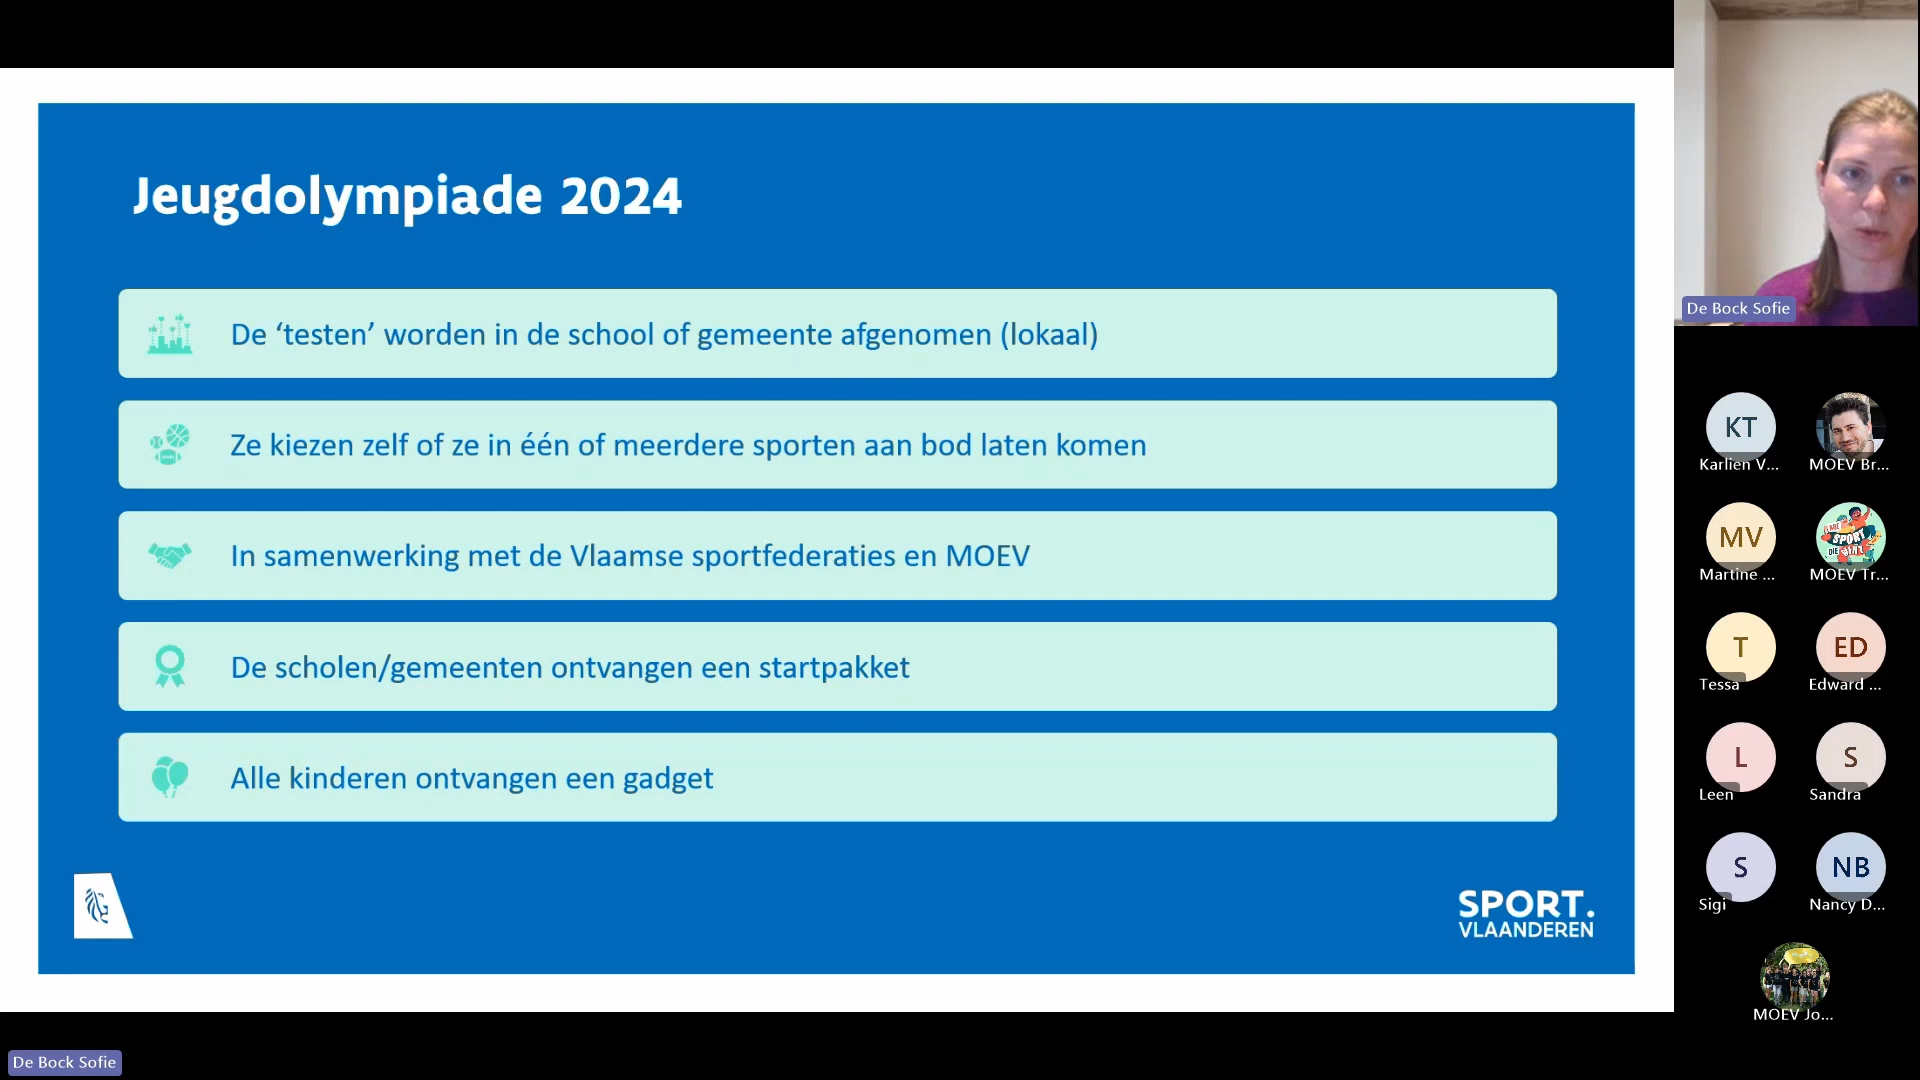 Jeugdolympiade 2024
De ‘testen’ worden in de school of gemeente afgenomen (lokaal)
Ze kiezen zelf of ze in één of meerdere sporten aan bod laten komen
In samenwerking met de Vlaamse sportfederaties en MOEV
De scholen/gemeenten ontvangen een startpakket
Alle kinderen ontvangen een gadget
SPORT.
VLAANDEREN
De Bock Sofie
De Bock Sofie
KT
Karlien V...
MOEV Br...
MV
Martine ...
SPORT
DIE
MOEV Tr...
T
Tessa
ED
Edward ...
L
Leen
S
Sandra
S
Sigi
NB
Nancy D...
MOEV Jo...